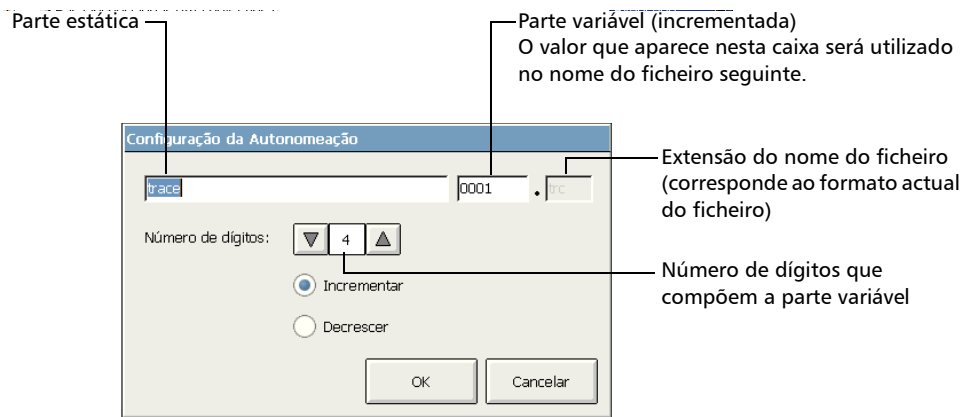 Parte estática
Parte variável (incrementada)
O valor que aparece nesta caixa será utilizado
no nome do ficheiro seguinte.
Configuração da Autonomeação
trace
0001
.
trc
Extensão do nome do ficheiro
(corresponde ao formato actual
do ficheiro)
Número de dígitos:
4
Número de dígitos que
compõem a parte variável
Incrementar
Decrescer
OK
Cancelar